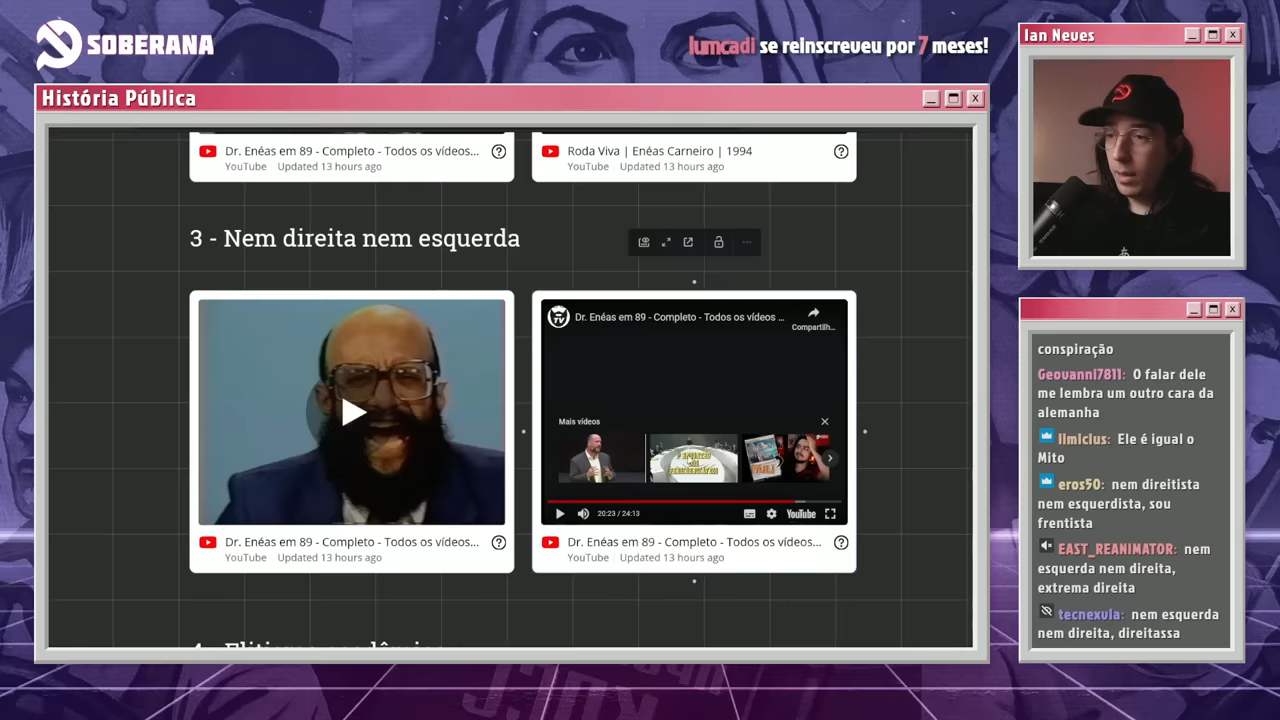 SOBERANA
lumcadi se reinscreveu por 7 meses!
Ian Neves
História Pública
Dr. Enéas em 89 - Completo - Todos os vídeos...
YouTube Updated 13 hours ago
Roda Viva | Enéas Carneiro | 1994
YouTube Updated 13 hours ago
3 - Nem direita nem esquerda
Dr. Enéas em 89 - Completo - Todos os vídeos ...
Compartilh...
Mais vídeos
20:23 / 24:13
YouTube
Dr. Enéas em 89 - Completo - Todos os vídeos...
YouTube Updated 13 hours ago
Dr. Enéas em 89 - Completo - Todos os vídeos...
YouTube Updated 13 hours ago
conspiração
Geovanni7811: O falar dele
me lembra um outro cara da
alemanha
Ele é igual o
Mito
eros50: nem direitista
nem esquerdista, sou
frentista
EAST_REANIMATOR: nem
esquerda nem direita,
extrema direita
tecnexula: nem esquerda
nem direita, direitassa